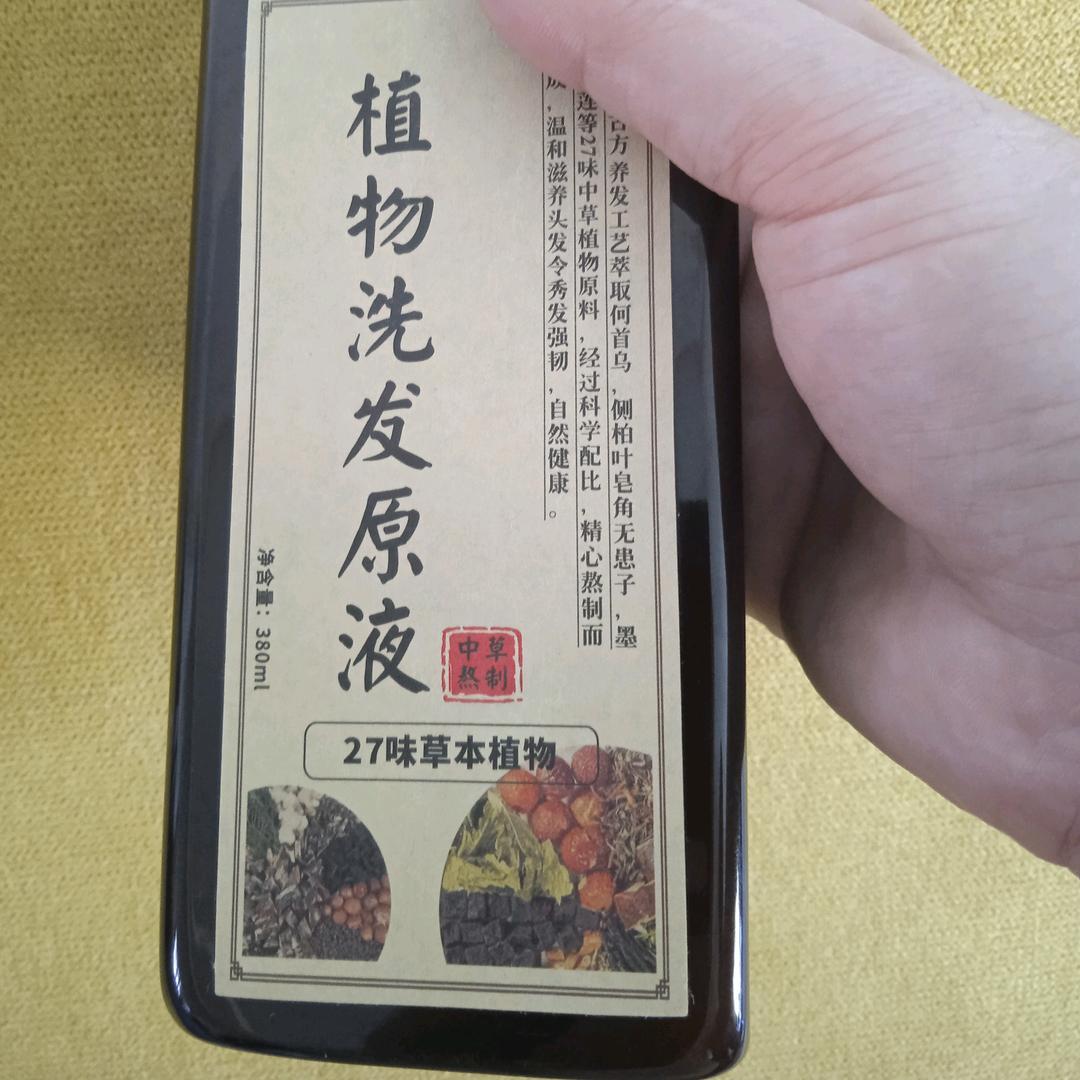 古方养发工艺萃取何首乌,侧柏叶皂角无患子,墨
莲等27味中草植物原料,经过科学配比,精心熬制而
,温和滋养头发令秀发强韧,自然健康。
植物洗发原液
中草
熬制
净含量:380ml
27味草本植物